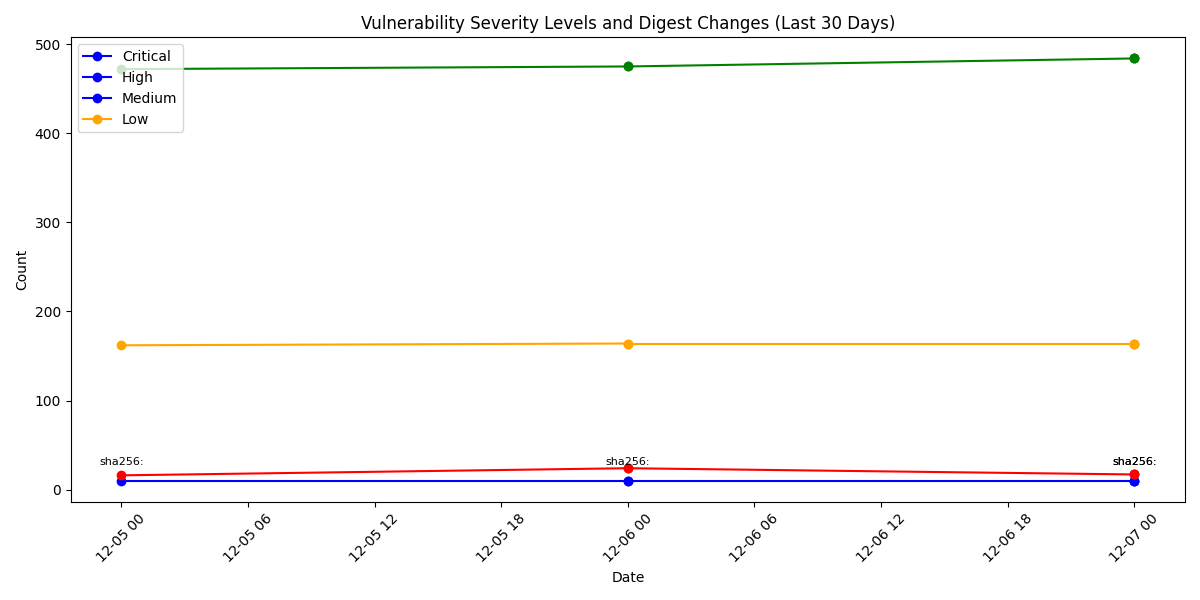 Vulnerability Severity Levels and Digest Changes (Last 30 Days)
500
400
300
200
100
0
Count
Critical
High
Medium
Low
sha256:
sha256:
sha256:
12-05 00
12-05 06
12-05 12
12-05 18
12-06 00
12-06 06
12-06 12
12-06 18
12-07 00
Date